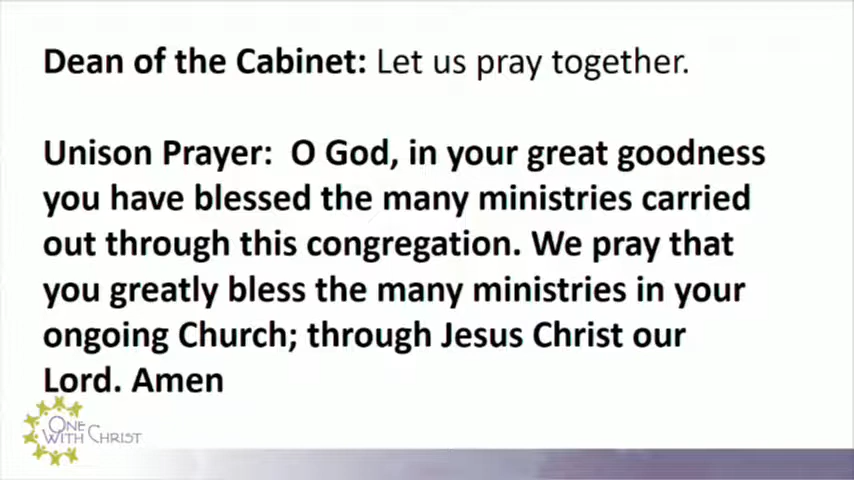 Dean of the Cabinet: Let us pray together.
Unison Prayer: O God, in your great goodness
you have blessed the many ministries carried
out through this congregation. We pray that
you greatly bless the many ministries in your
ongoing Church; through Jesus Christ our
Lord. Amen
ONE
WITH CHRIST